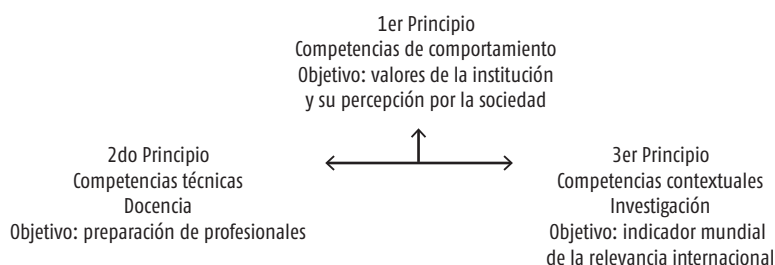 1er Principio
Competencias de comportamiento
Objetivo: valores de la institución
y su percepción por la sociedad
2do Principio
Competencias técnicas
Docencia
Objetivo: preparación de profesionales
3er Principio
Competencias contextuales
Investigación
Objetivo: indicador mundial
de la relevancia internacional